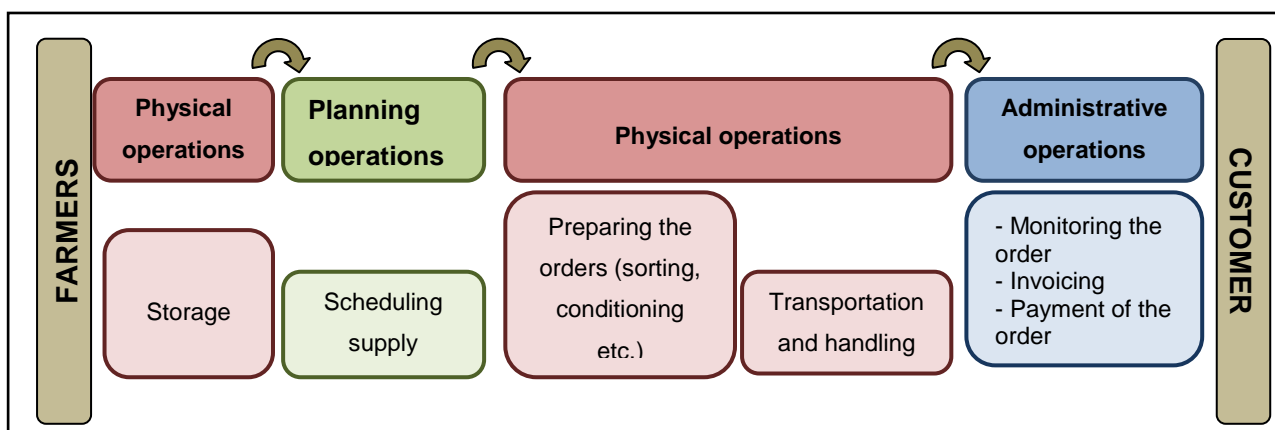 FARMERS
Physical
operations
Planning
operations
Physical operations
Administrative
operations
Storage
Scheduling
supply
Preparing the
orders (sorting,
conditioning
etc.)
Transportation
and handling
- Monitoring the
order
- Invoicing
- Payment of the
order
CUSTOMER